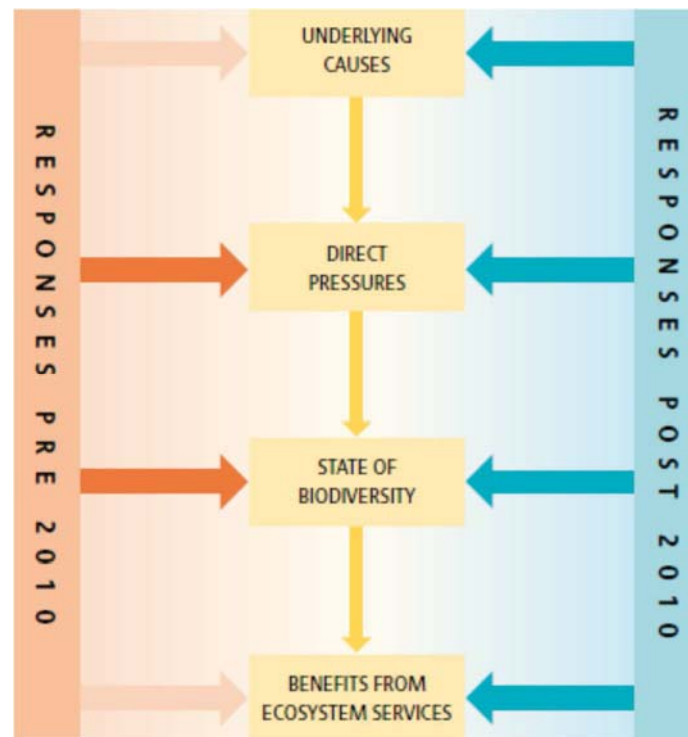 RESPONSES PRE 2010
UNDERLYING
CAUSES
DIRECT
PRESSURES
STATE OF
BIODIVERSITY
BENEFITS FROM
ECOSYSTEM SERVICES
RESPONSES POST 2010